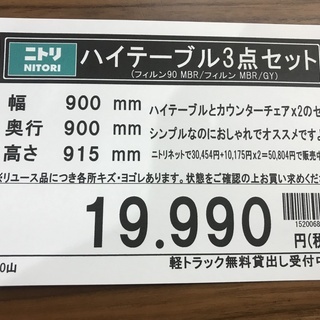 ニトリ
NITORI
ハイテーブル3点セット
(フィルン90 MBR/フィルン MBR/GY)
幅 900 mm
奥行 900 mm
高さ 915 mm
ハイテーブルとカウンターチェアx2のセ
シンプルなのにおしゃれでオススメですよ
ニトリネットで30,454円+10,175円x2=50,804円で販売中
リユース品につき各所キズ・ヨゴレあります。状態をご確認の上お買い求めくだ
19.990
円(税
1520068
0山
軽トラック無料貸出し受付中